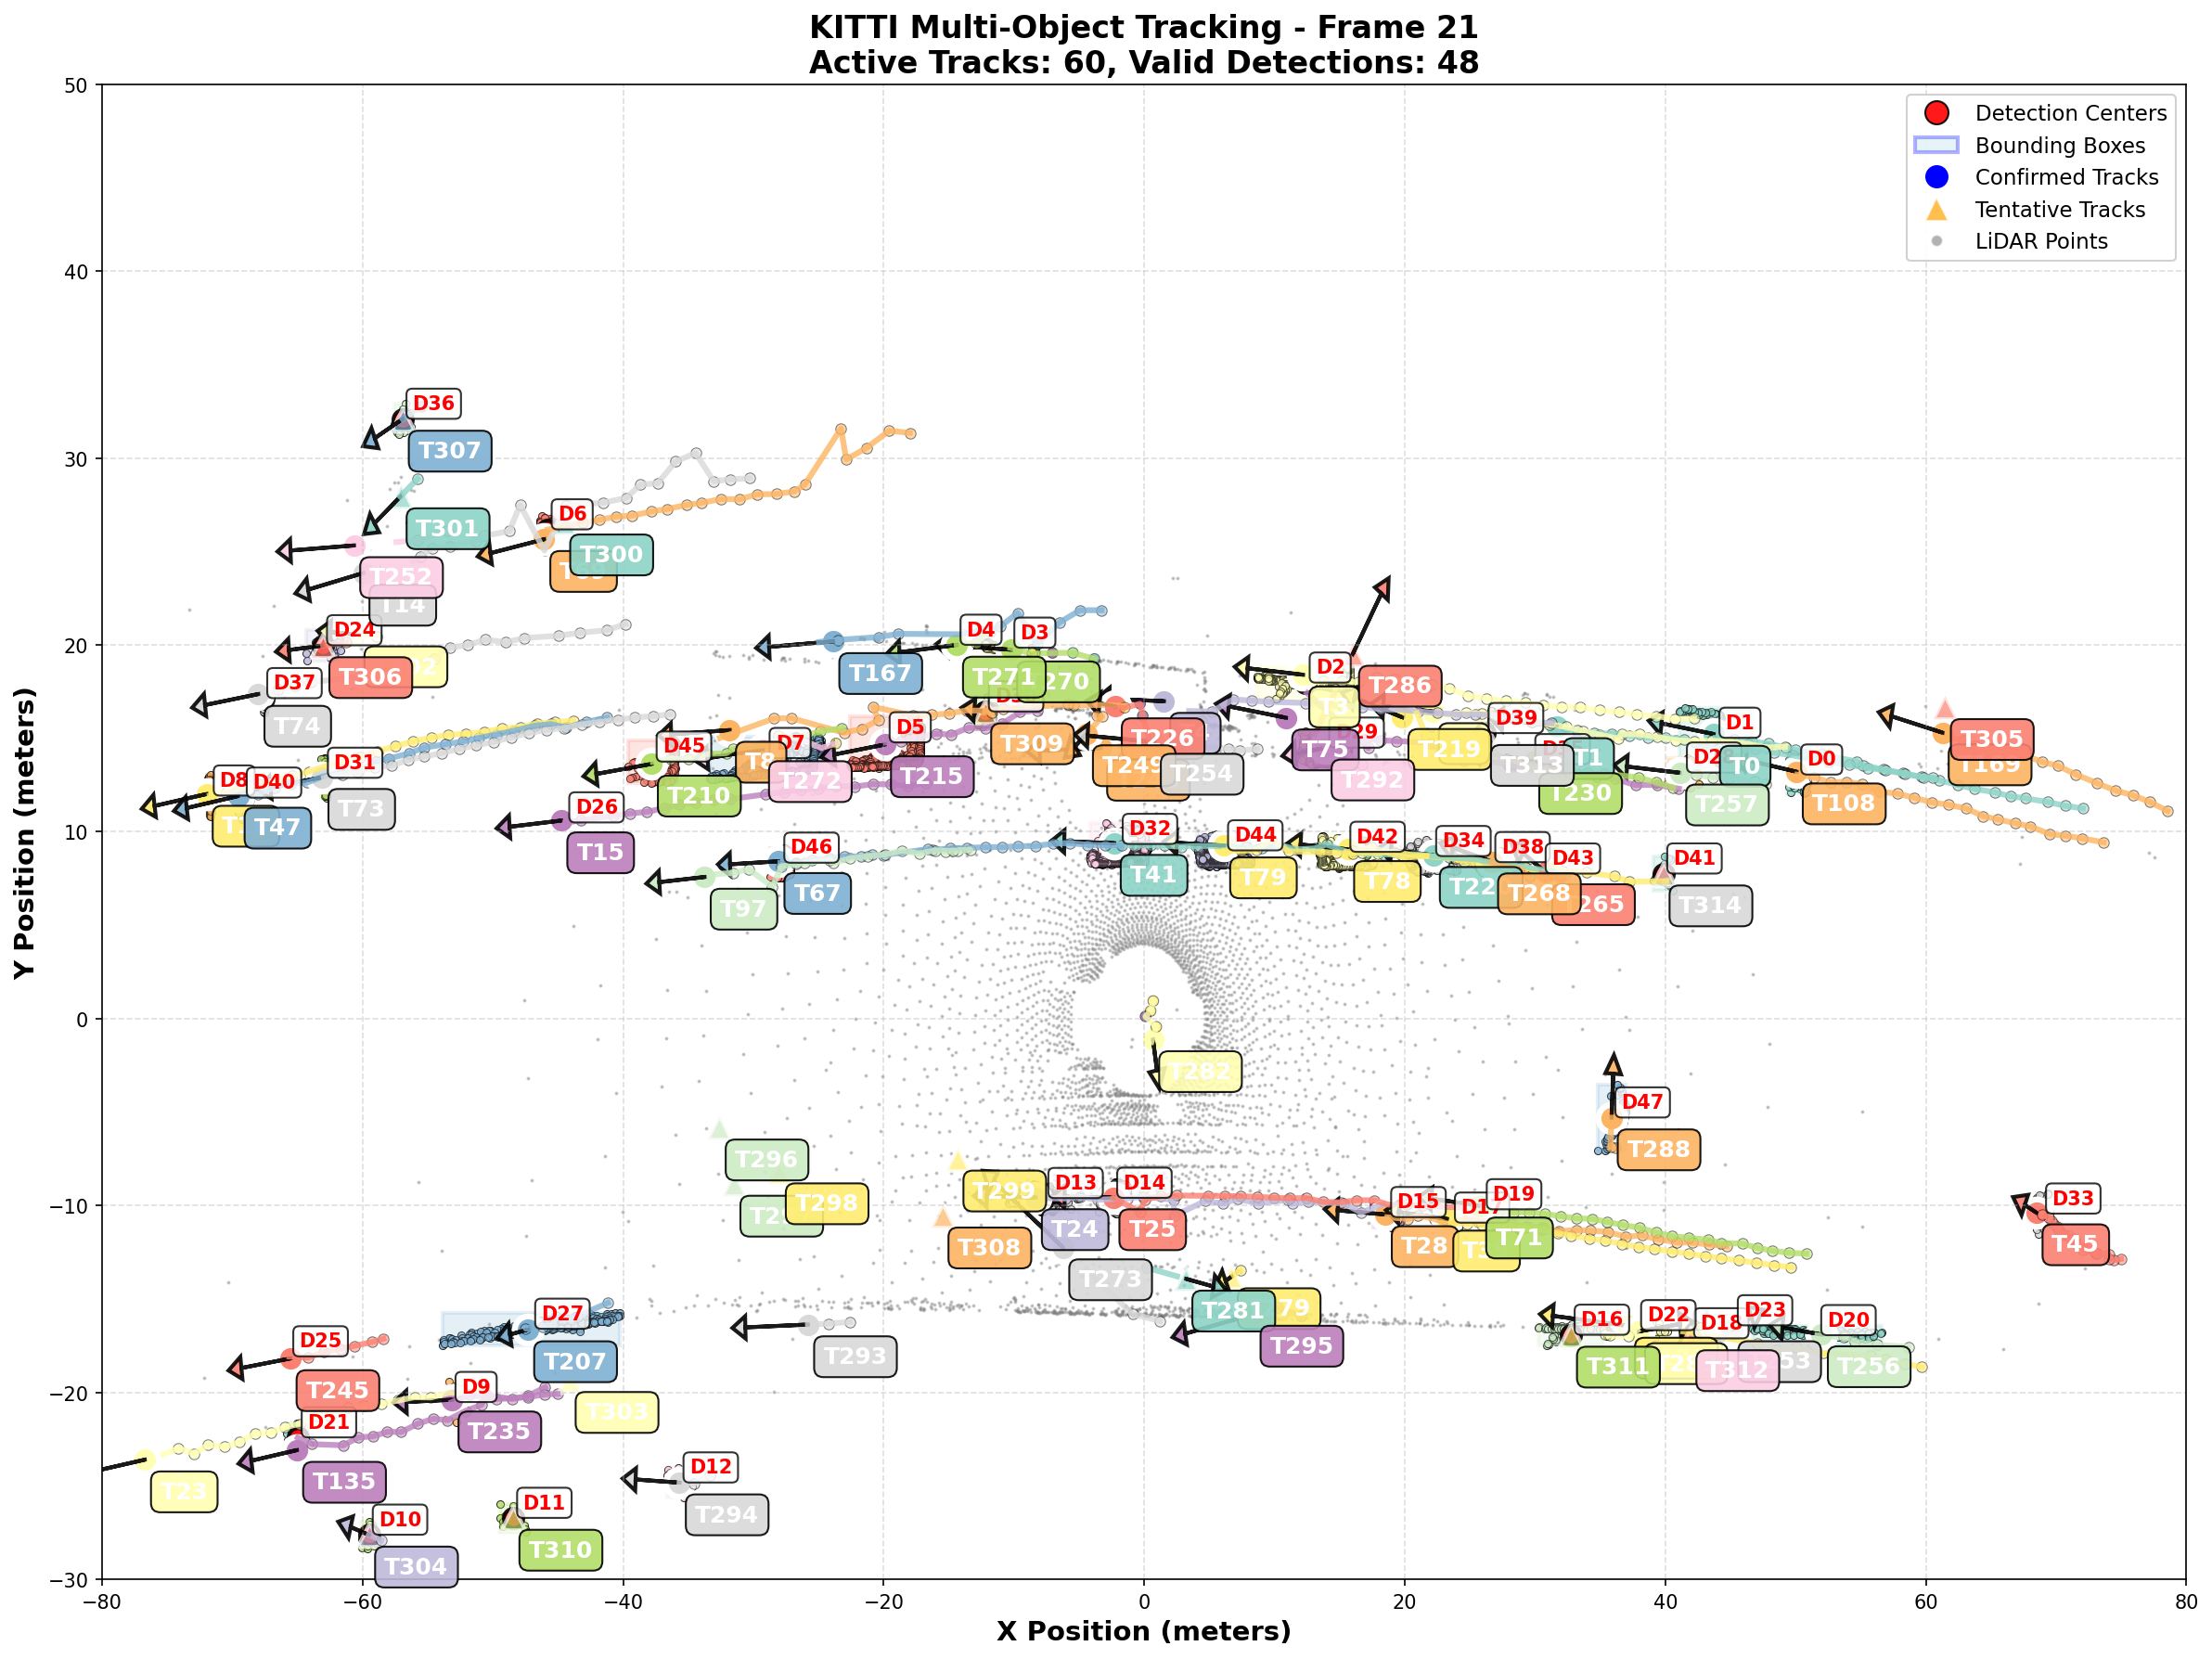 KITTI Multi-Object Tracking - Frame 21
Active Tracks: 60, Valid Detections: 48
Detection Centers
Bounding Boxes
Confirmed Tracks
Tentative Tracks
LiDAR Points
Y Position (meters)
50
40
30
20
10
0
−10
−20
−30
D36
T307
D6
T301
T300
T252
T14
D24
T306
D37
T74
D4
D3
T167
T271
D2
T286
T3
D39
D1
T305
T169
D5
D45
D7
T8
T272
T215
T210
T309
T226
T249
T254
T75
T292
T219
T313
T1
T0
D0
T230
T257
T108
D8
D40
D31
T47
T73
D26
T15
D46
T67
T97
D32
T41
D44
T79
D42
T78
D34
D38
D43
T268
D41
T314
T282
D47
T288
T296
T298
T299
D13
D14
T24
T25
T308
T273
T281
T295
D15
D19
T28
T71
D33
T45
D27
T207
T293
D25
T245
D9
T303
T235
D21
T135
T23
D12
T294
D11
T310
D10
T304
D16
D22
D18
D23
D20
T311
T312
T256
−80
−60
−40
−20
0
20
40
60
80
X Position (meters)